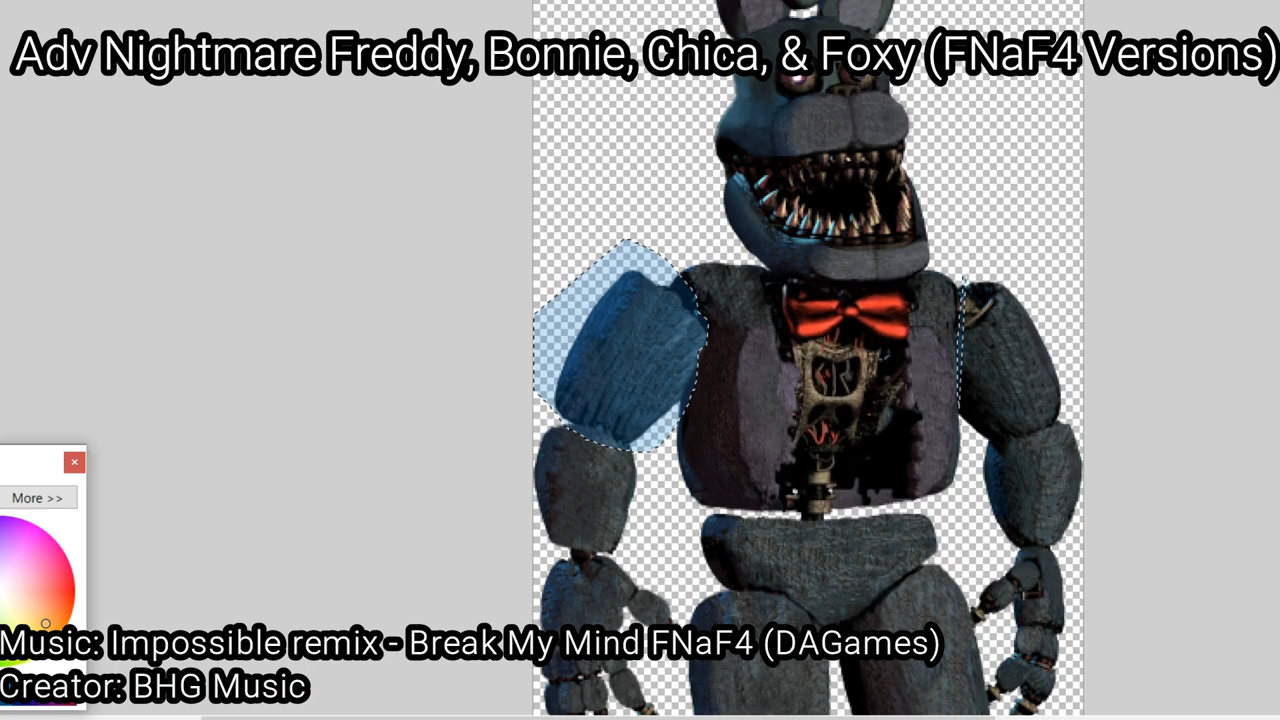 Adv Nightmare Freddy, Bonnie, Chica, & Foxy (FNaF4 Versions)
More >>
Music: Impossible remix - Break My Mind FNaF4 (DAGames)
Creator: BHG Music